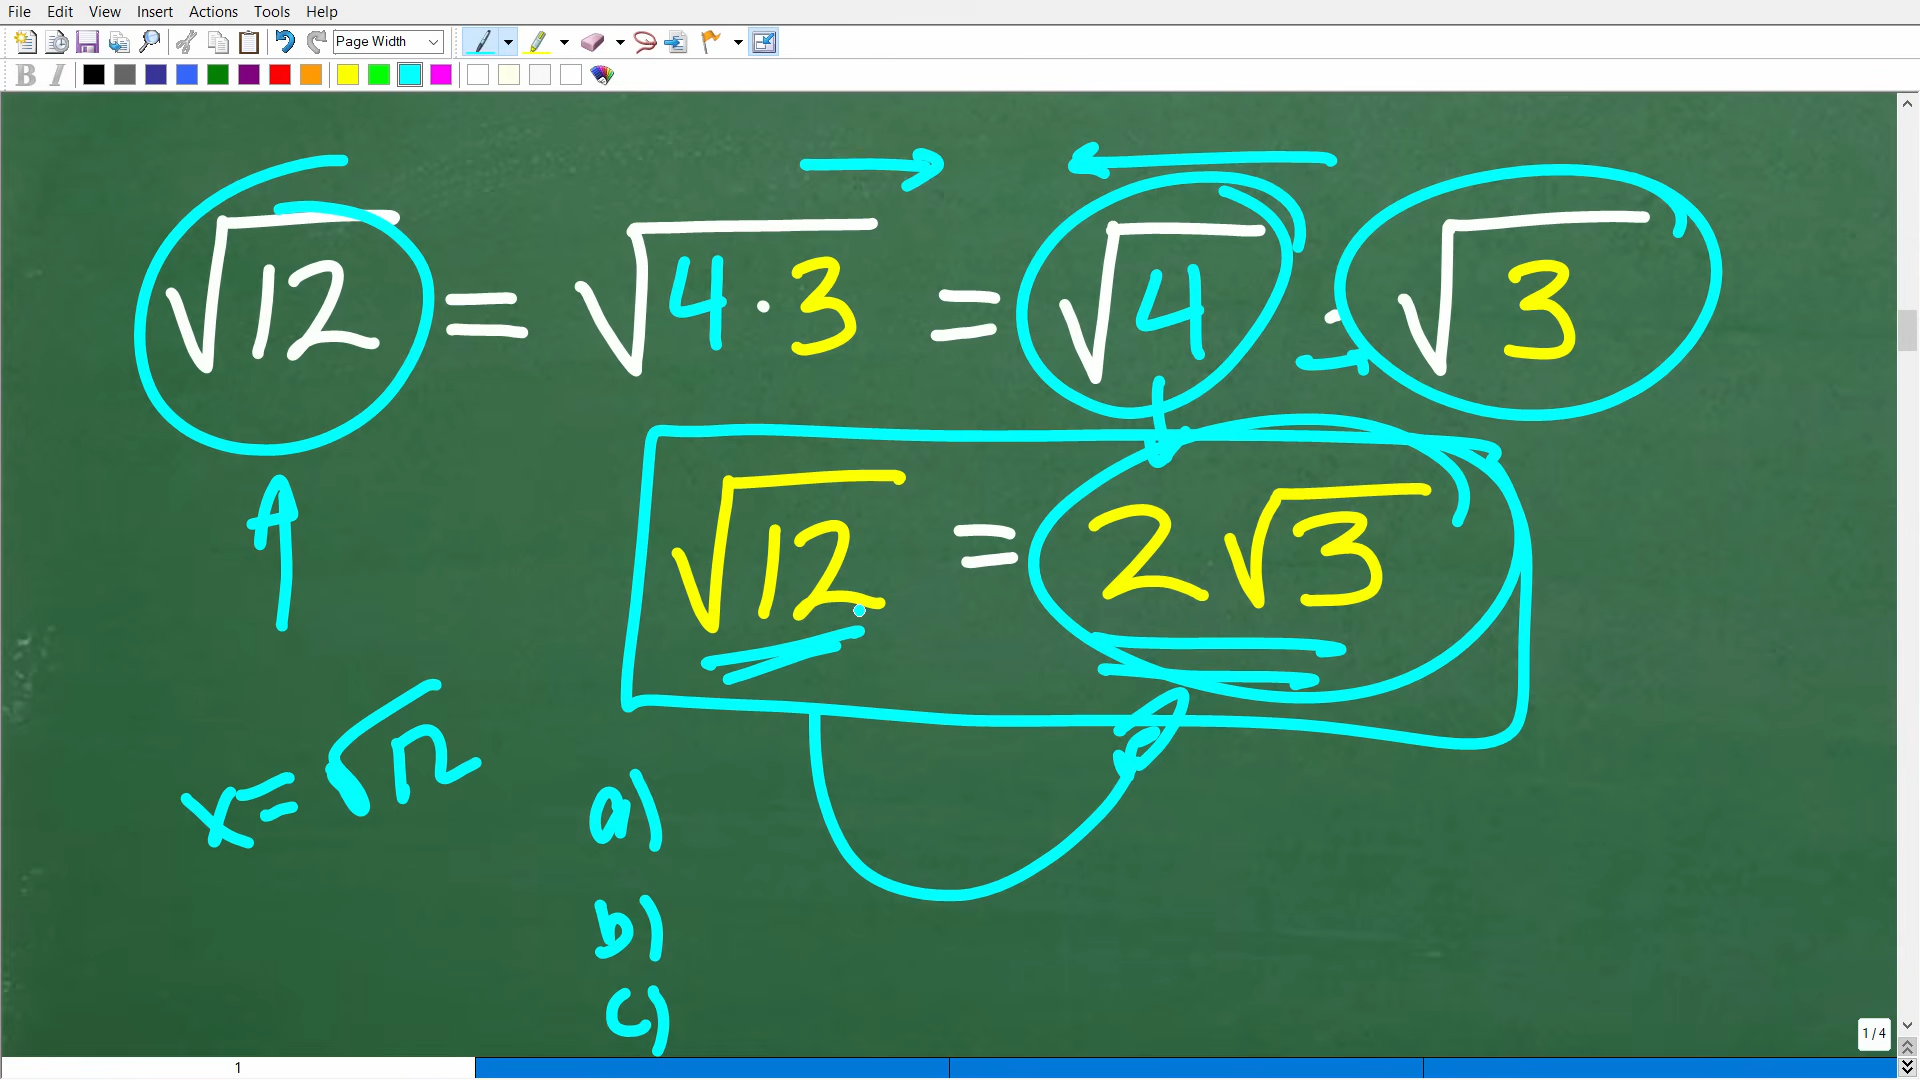 File Edit View Insert Actions Tools Help
Page Width
B I
√12 = √4·3 = √4 · √3
√12 = 2√3
x = √12
a)
b)
c)
1 / 4
1